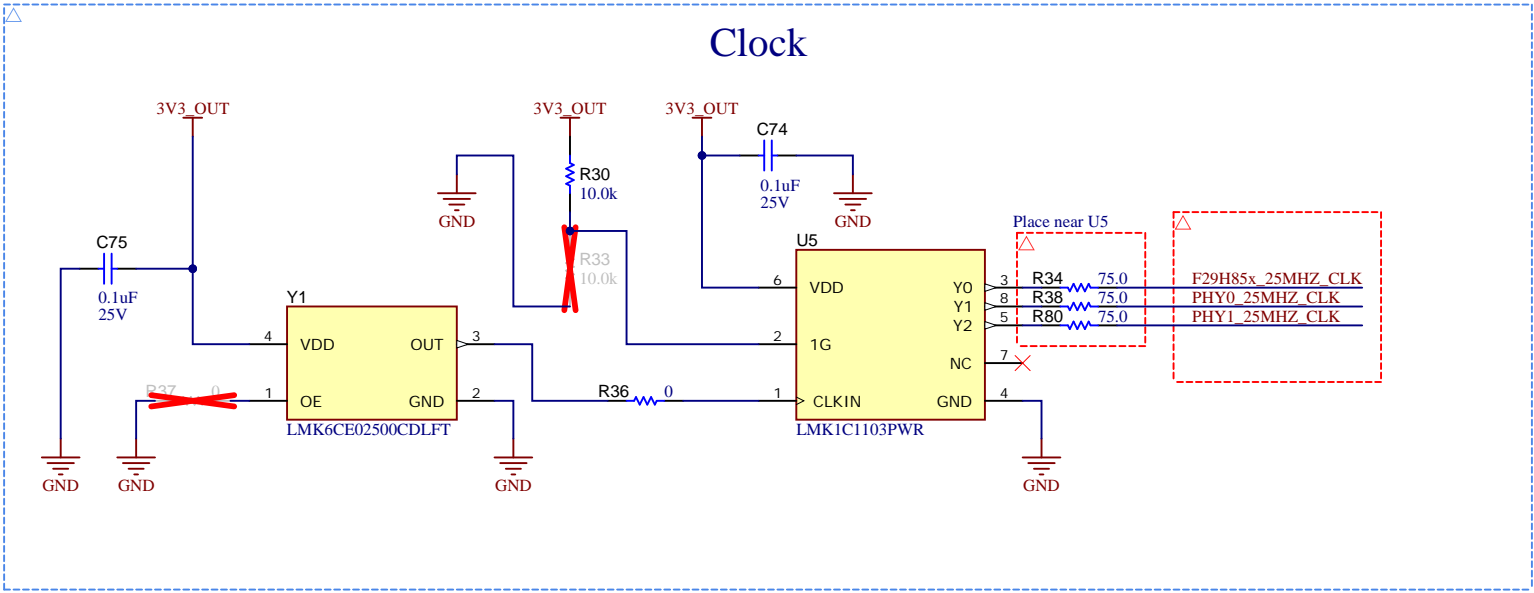 Clock
3V3_OUT
3V3_OUT
3V3_OUT
C74
0.1uF
25V
GND
R30
10.0k
GND
R33
10.0k
C75
0.1uF
25V
Y1
4 VDD OUT 3
1 OE GND 2
LMK6CE02500CDLFT
R37 0
GND
GND
GND
R36 0
U5
6 VDD Y0 3
Y1 8
Y2 5
2 1G
NC 7
1 CLKIN GND 4
LMK1C1103PWR
GND
Place near U5
R34 75.0 F29H85x_25MHZ_CLK
R38 75.0 PHY0_25MHZ_CLK
R80 75.0 PHY1_25MHZ_CLK